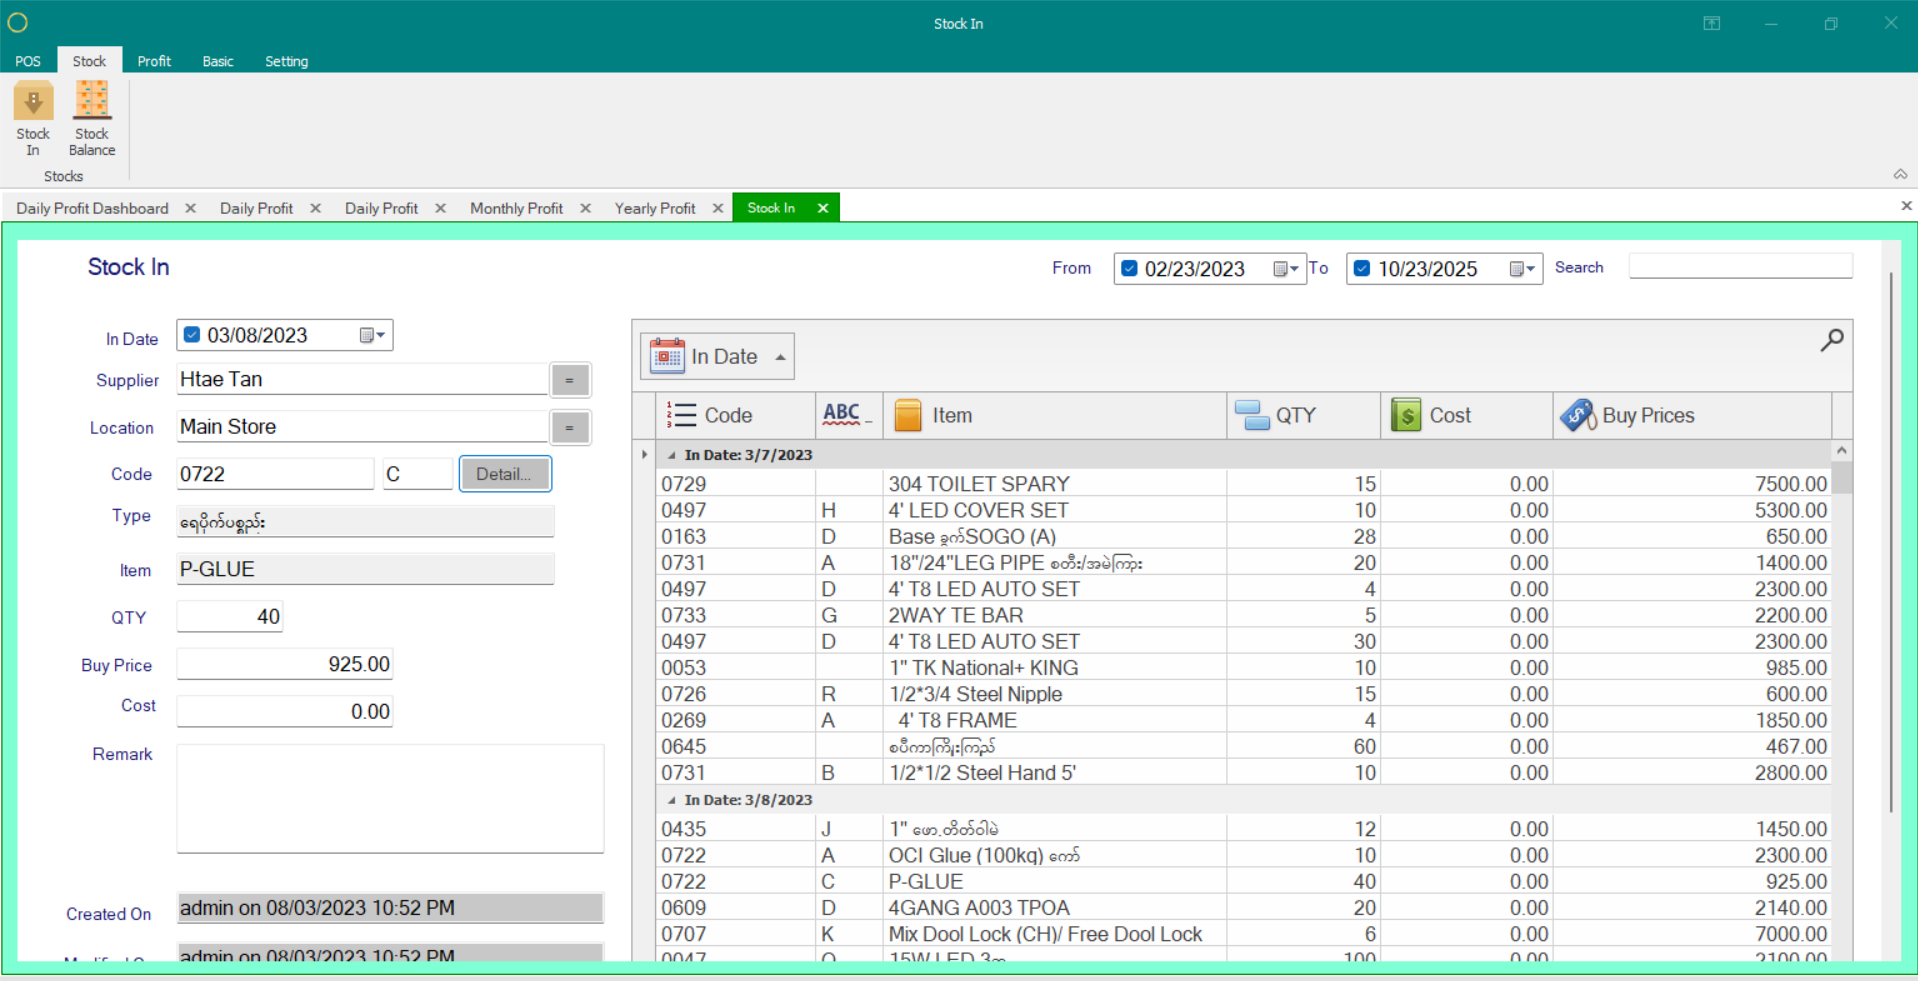 Stock In
POS Stock Profit Basic Setting
Stock In
Stock Balance
Stocks
Daily Profit Dashboard Daily Profit Daily Profit Monthly Profit Yearly Profit Stock In
Stock In
From 02/23/2023 To 10/23/2025 Search
In Date 03/08/2023
Supplier Htae Tan =
Location Main Store =
Code 0722 C Detail...
Type ရေပိုက်ပစ္စည်း
Item P-GLUE
QTY 40
Buy Price 925.00
Cost 0.00
Remark
Created On admin on 08/03/2023 10:52 PM
admin on 08/03/2023 10:52 PM
In Date
Code ABC Item QTY Cost Buy Prices
In Date: 3/7/2023
0729 304 TOILET SPARY 15 0.00 7500.00
0497 H 4' LED COVER SET 10 0.00 5300.00
0163 D Base ခွက်SOGO (A) 28 0.00 650.00
0731 A 18"/24"LEG PIPE စတီး/အမဲကြား 20 0.00 1400.00
0497 D 4' T8 LED AUTO SET 4 0.00 2300.00
0733 G 2WAY TE BAR 5 0.00 2200.00
0497 D 4' T8 LED AUTO SET 30 0.00 2300.00
0053 1" TK National+ KING 10 0.00 985.00
0726 R 1/2*3/4 Steel Nipple 15 0.00 600.00
0269 A 4' T8 FRAME 4 0.00 1850.00
0645 စပီကာကြိုးကြည် 60 0.00 467.00
0731 B 1/2*1/2 Steel Hand 5' 10 0.00 2800.00
In Date: 3/8/2023
0435 J 1" ဖော့တိတ်ဝါမဲ 12 0.00 1450.00
0722 A OCI Glue (100kg) ကော် 10 0.00 2300.00
0722 C P-GLUE 40 0.00 925.00
0609 D 4GANG A003 TPOA 20 0.00 2140.00
0707 K Mix Dool Lock (CH)/ Free Dool Lock 6 0.00 7000.00
0047 15W LED 100 0.00 2100.00